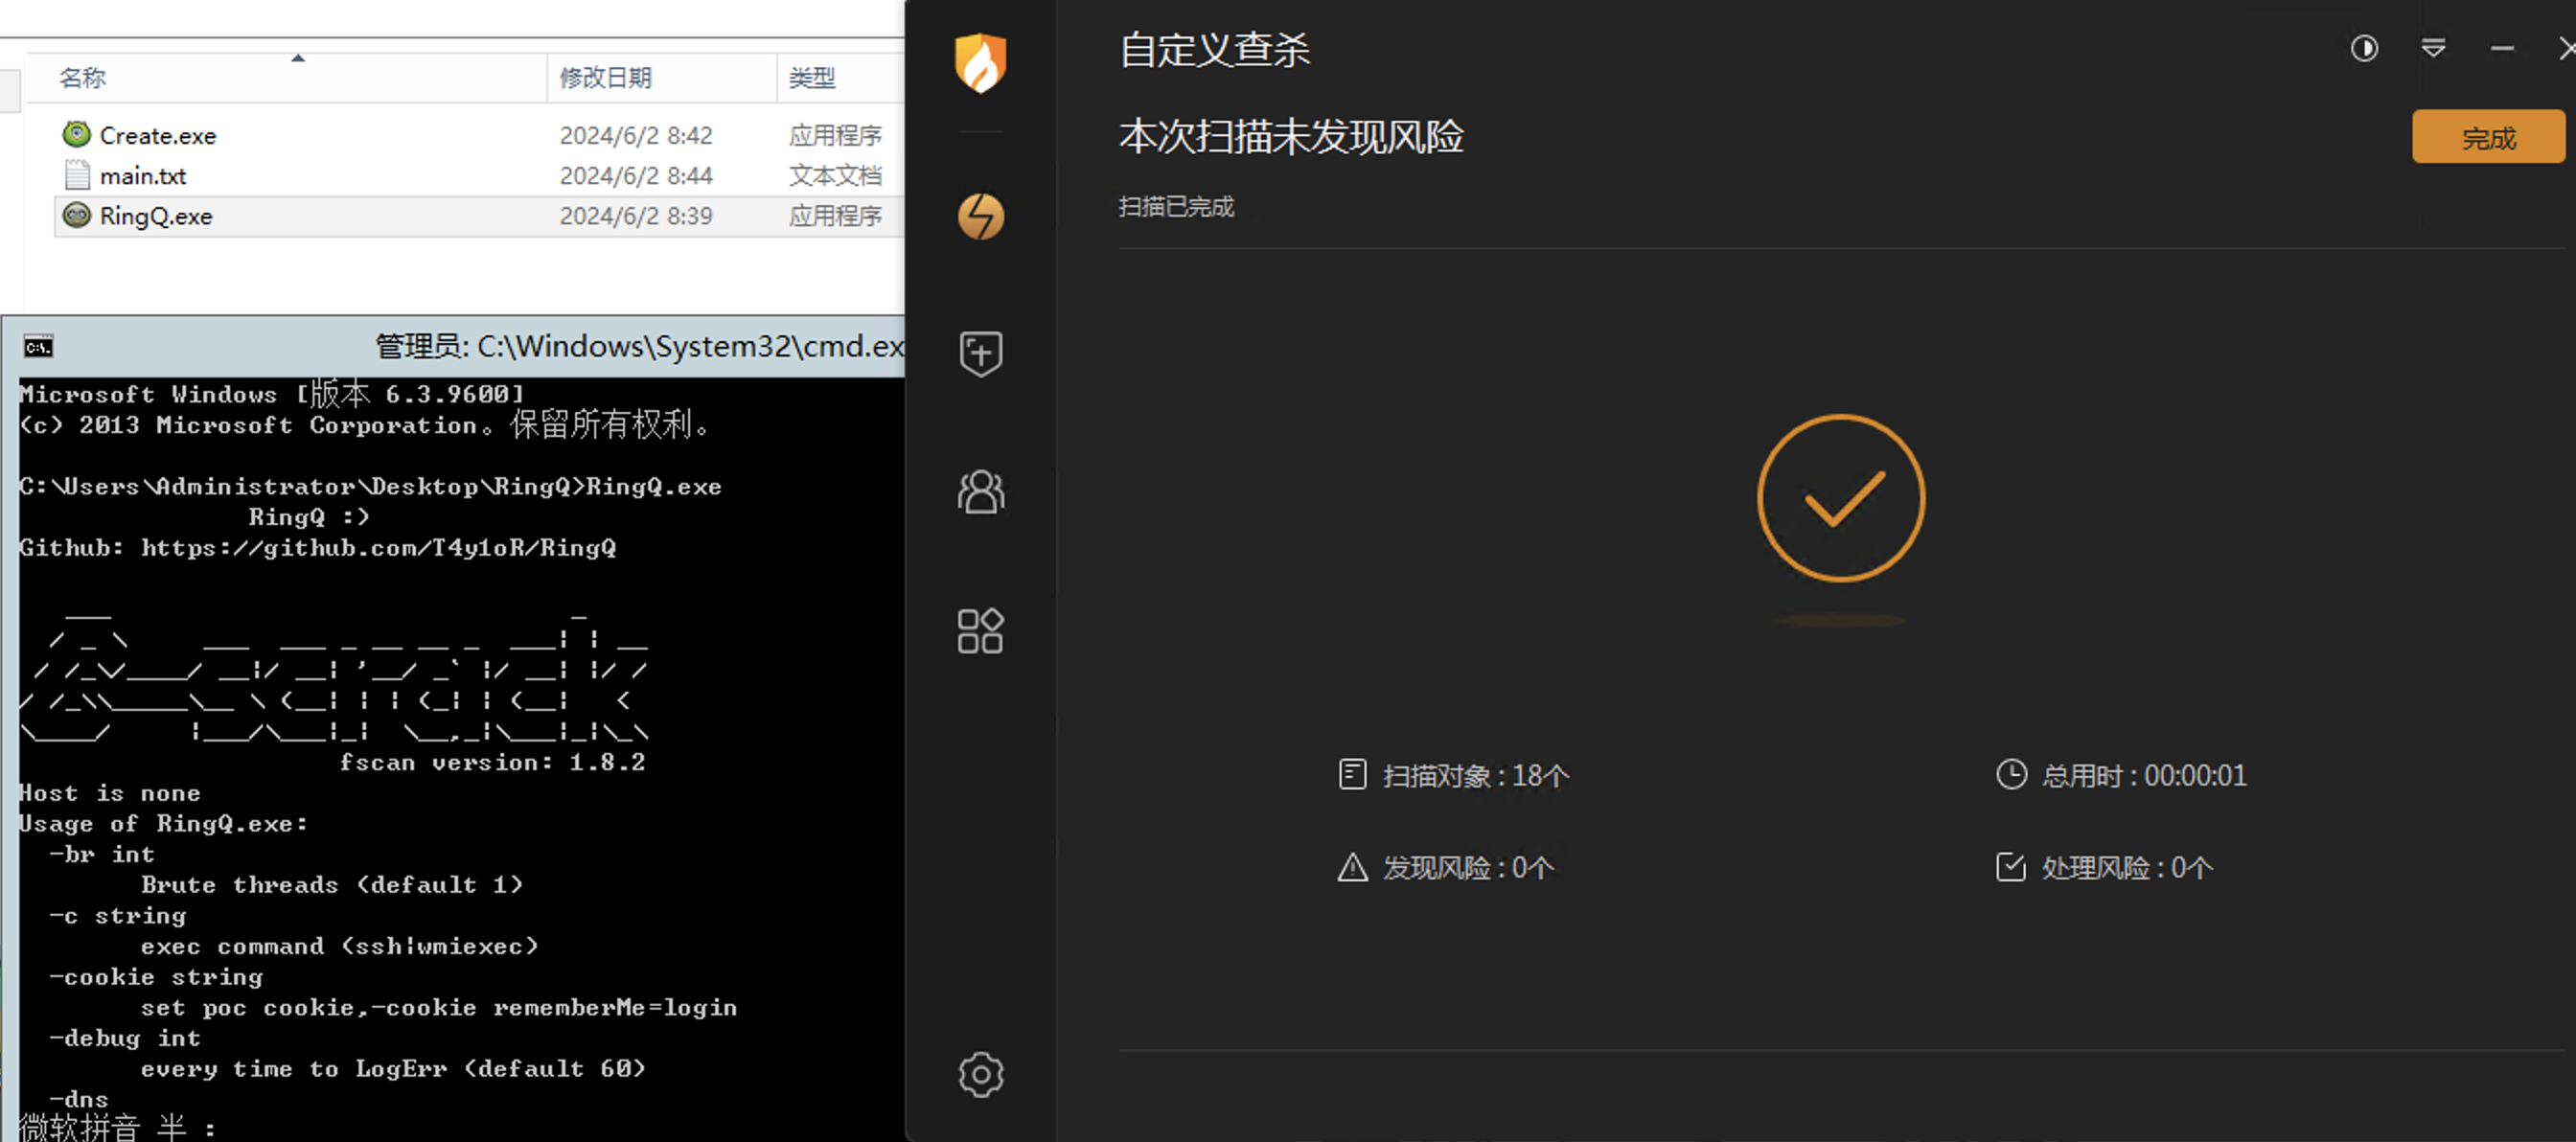 名称 修改日期 类型
Create.exe 2024/6/2 8:42 应用程序
main.txt 2024/6/2 8:44 文本文档
RingQ.exe 2024/6/2 8:39 应用程序
管理员: C:\Windows\System32\cmd.ex
Microsoft Windows [版本 6.3.9600]
(c) 2013 Microsoft Corporation。保留所有权利。
C:\Users\Administrator\Desktop\RingQ>RingQ.exe
RingQ :)
Github: https://github.com/T4y1oR/RingQ
fscan version: 1.8.2
Host is none
Usage of RingQ.exe:
-br int
Brute threads (default 1)
-c string
exec command (ssh|wmiexec)
-cookie string
set poc cookie,-cookie rememberMe=login
-debug int
every time to LogErr (default 60)
-dns
微软拼音 半 :
自定义查杀
本次扫描未发现风险
完成
扫描已完成
扫描对象 : 18个
总用时 : 00:00:01
发现风险 : 0个
处理风险 : 0个